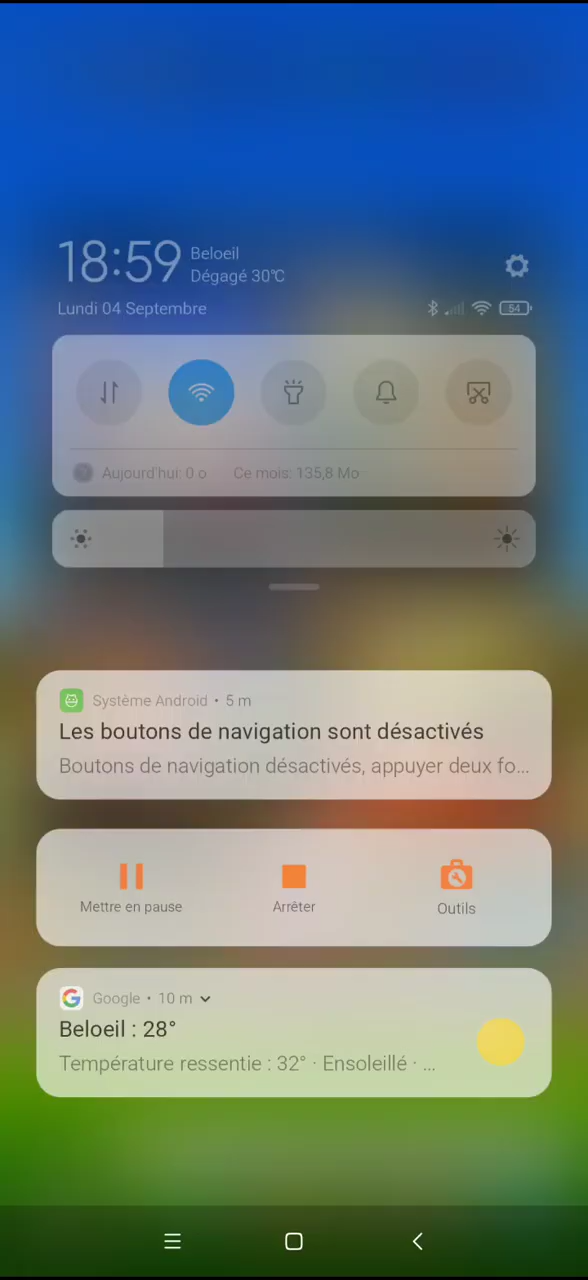 18:59
Beloeil
Dégagé 30°C
Lundi 04 Septembre
54
Aujourd'hui: 0 o Ce mois: 135,8 Mo
Système Android • 5 m
Les boutons de navigation sont désactivés
Boutons de navigation désactivés, appuyer deux fo...
Mettre en pause
Arrêter
Outils
Google • 10 m
Beloeil : 28°
Température ressentie : 32° · Ensoleillé · ...